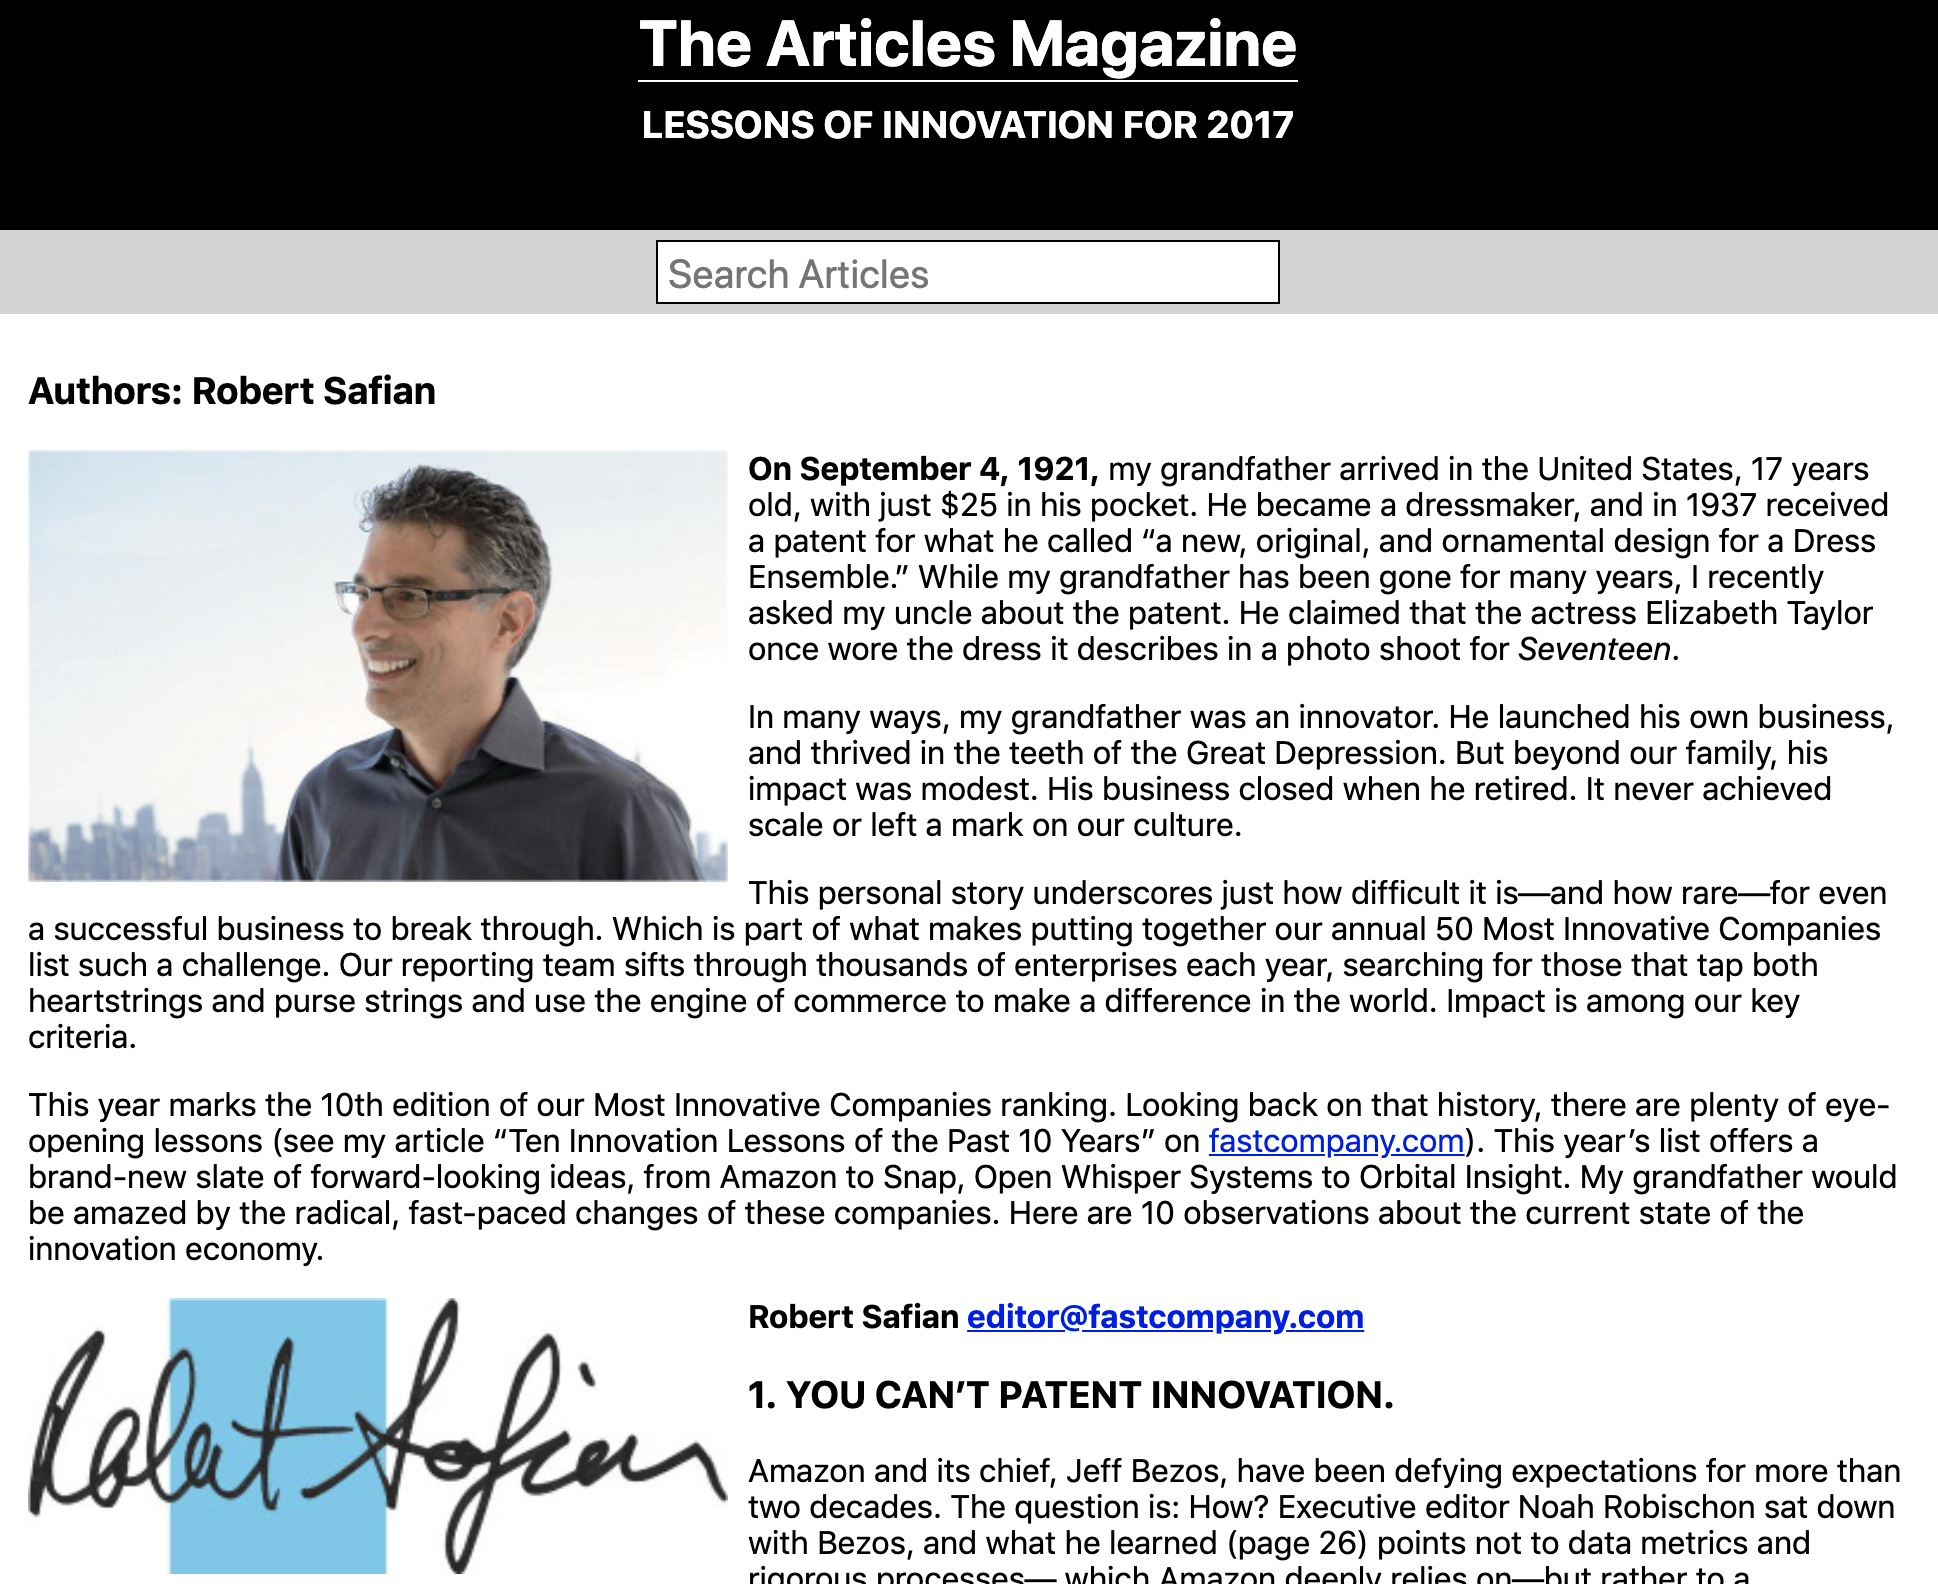 The Articles Magazine
LESSONS OF INNOVATION FOR 2017
Search Articles
Authors: Robert Safian
On September 4, 1921, my grandfather arrived in the United States, 17 years
old, with just $25 in his pocket. He became a dressmaker, and in 1937 received
a patent for what he called “a new, original, and ornamental design for a Dress
Ensemble.” While my grandfather has been gone for many years, I recently
asked my uncle about the patent. He claimed that the actress Elizabeth Taylor
once wore the dress it describes in a photo shoot for Seventeen.
In many ways, my grandfather was an innovator. He launched his own business,
and thrived in the teeth of the Great Depression. But beyond our family, his
impact was modest. His business closed when he retired. It never achieved
scale or left a mark on our culture.
This personal story underscores just how difficult it is—and how rare—for even
a successful business to break through. Which is part of what makes putting together our annual 50 Most Innovative Companies
list such a challenge. Our reporting team sifts through thousands of enterprises each year, searching for those that tap both
heartstrings and purse strings and use the engine of commerce to make a difference in the world. Impact is among our key
criteria.
This year marks the 10th edition of our Most Innovative Companies ranking. Looking back on that history, there are plenty of eye-
opening lessons (see my article “Ten Innovation Lessons of the Past 10 Years” on fastcompany.com). This year’s list offers a
brand-new slate of forward-looking ideas, from Amazon to Snap, Open Whisper Systems to Orbital Insight. My grandfather would
be amazed by the radical, fast-paced changes of these companies. Here are 10 observations about the current state of the
innovation economy.
Robert Safian
Robert Safian editor@fastcompany.com
1. YOU CAN’T PATENT INNOVATION.
Amazon and its chief, Jeff Bezos, have been defying expectations for more than
two decades. The question is: How? Executive editor Noah Robischon sat down
with Bezos, and what he learned (page 26) points not to data metrics and
rigorous processes— which Amazon deeply relies on—but rather to a